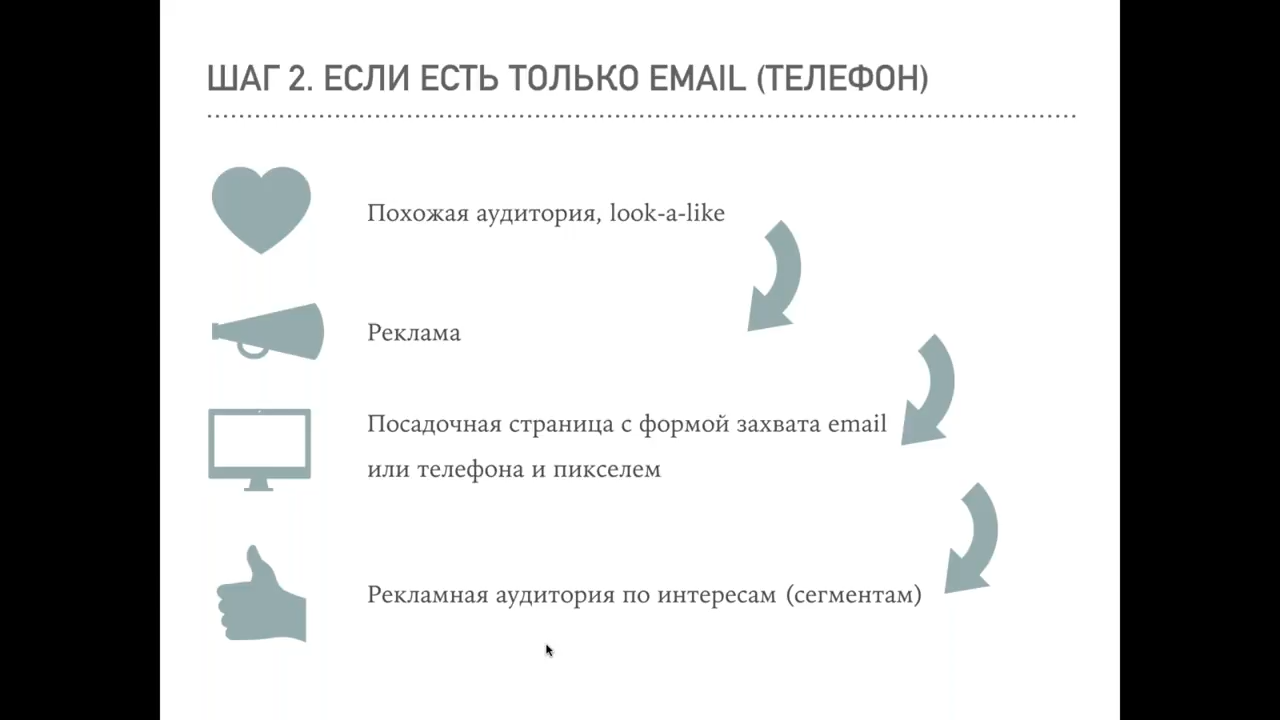 ШАГ 2. ЕСЛИ ЕСТЬ ТОЛЬКО EMAIL (ТЕЛЕФОН)
Похожая аудитория, look-a-like
Реклама
Посадочная страница с формой захвата email
или телефона и пикселем
Рекламная аудитория по интересам (сегментам)